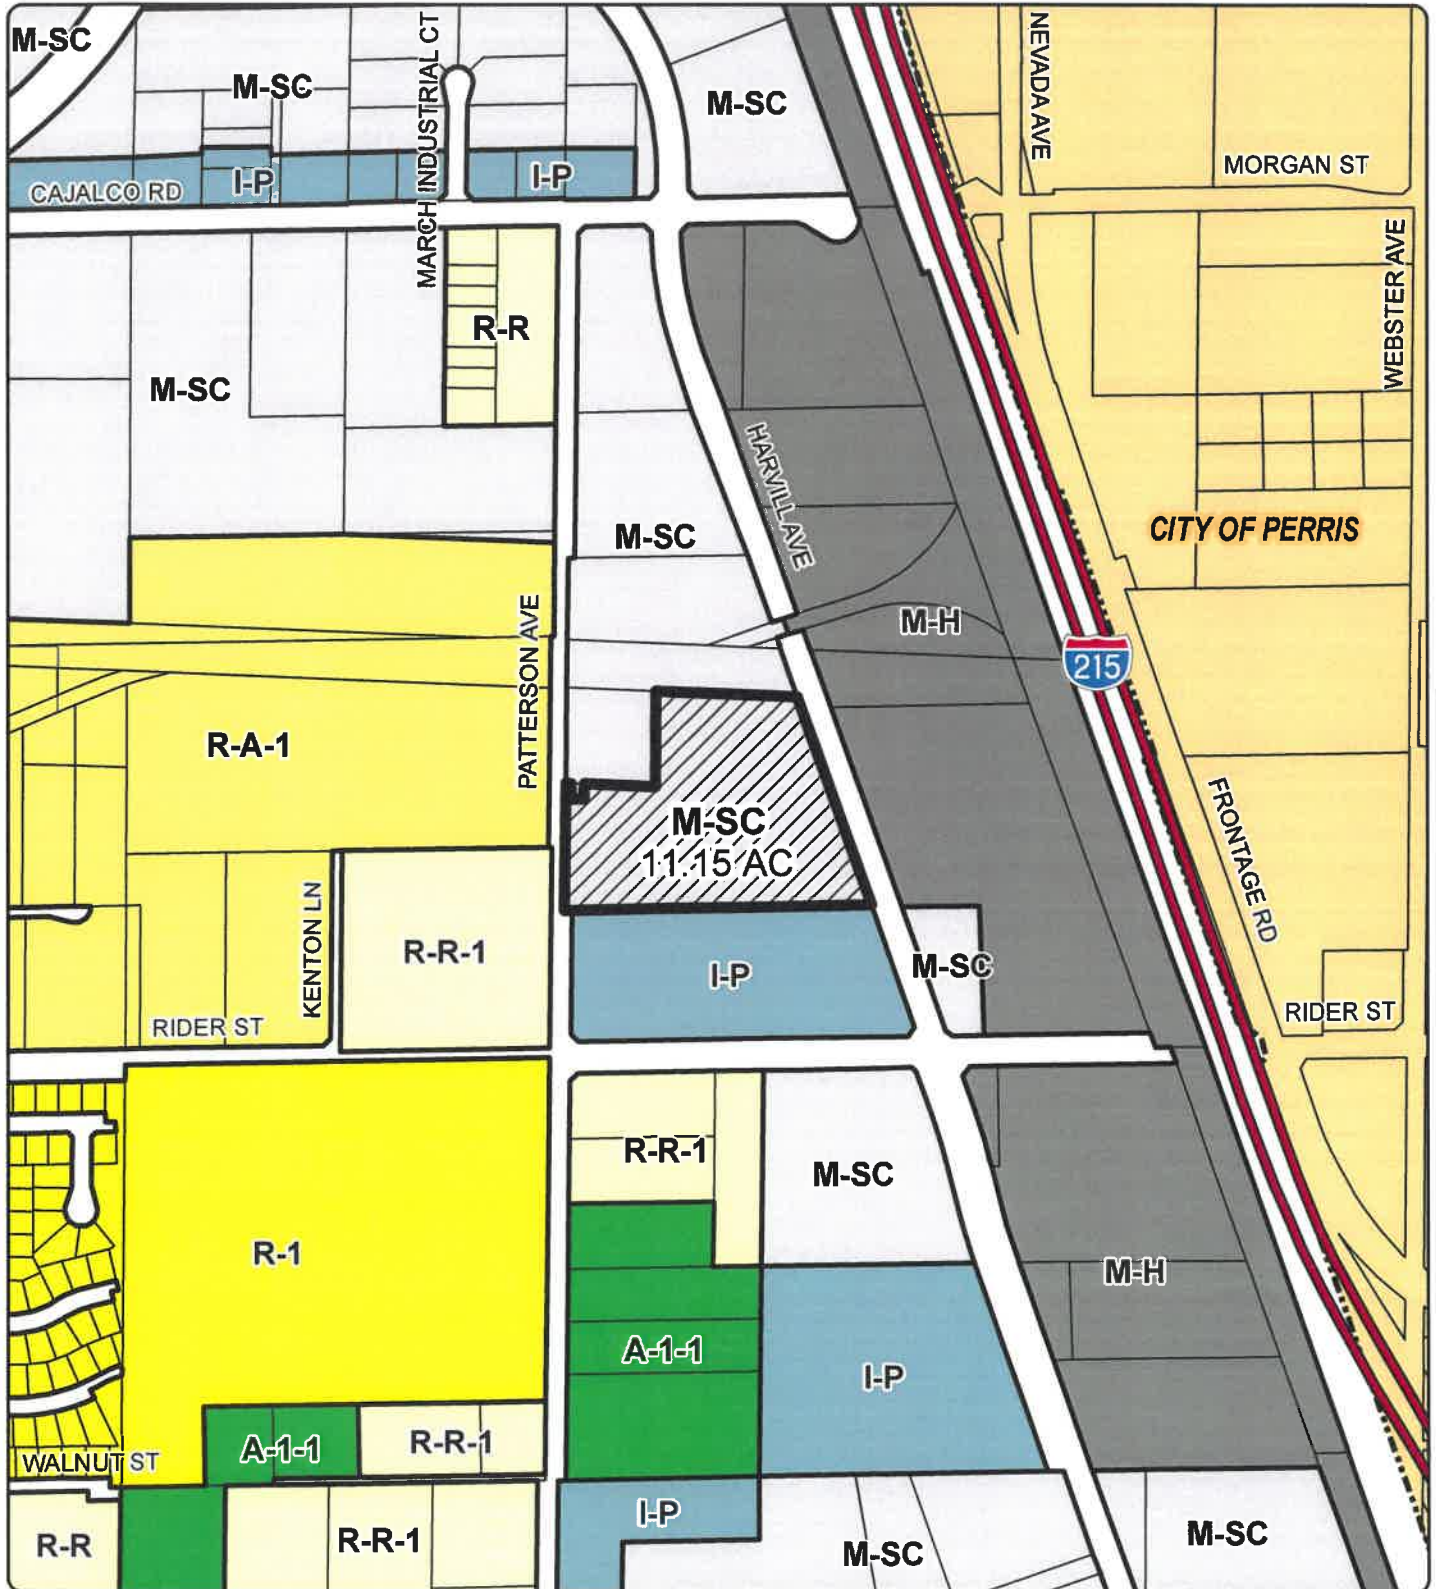 M-SC
M-SC
MARCH INDUSTRIAL CT
M-SC
NEVADA AVE
MORGAN ST
CAJALCO RD
I-P
I-P
WEBSTER AVE
R-R
M-SC
HARVILL AVE
M-SC
CITY OF PERRIS
M-H
215
PATTERSON AVE
R-A-1
M-SC
11.15 AC
FRONTAGE RD
KENTON LN
R-R-1
I-P
M-SC
RIDER ST
RIDER ST
R-R-1
M-SC
R-1
M-H
A-1-1
I-P
A-1-1
R-R-1
WALNUT ST
I-P
R-R
R-R-1
M-SC
M-SC